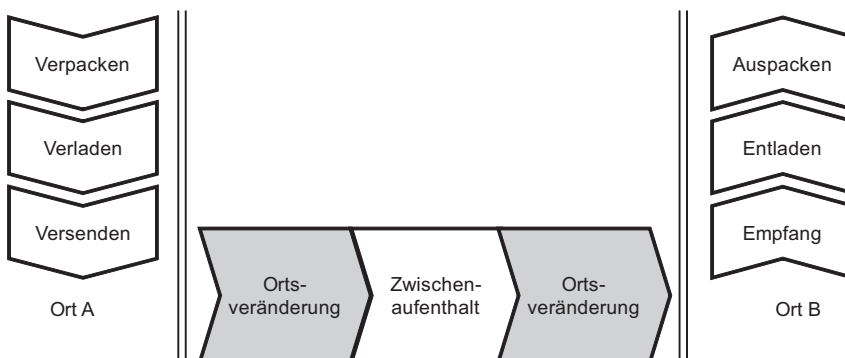 Verpacken
Verladen
Versenden
Ort A
Orts-
veränderung
Zwischen-
aufenthalt
Orts-
veränderung
Auspacken
Entladen
Empfang
Ort B